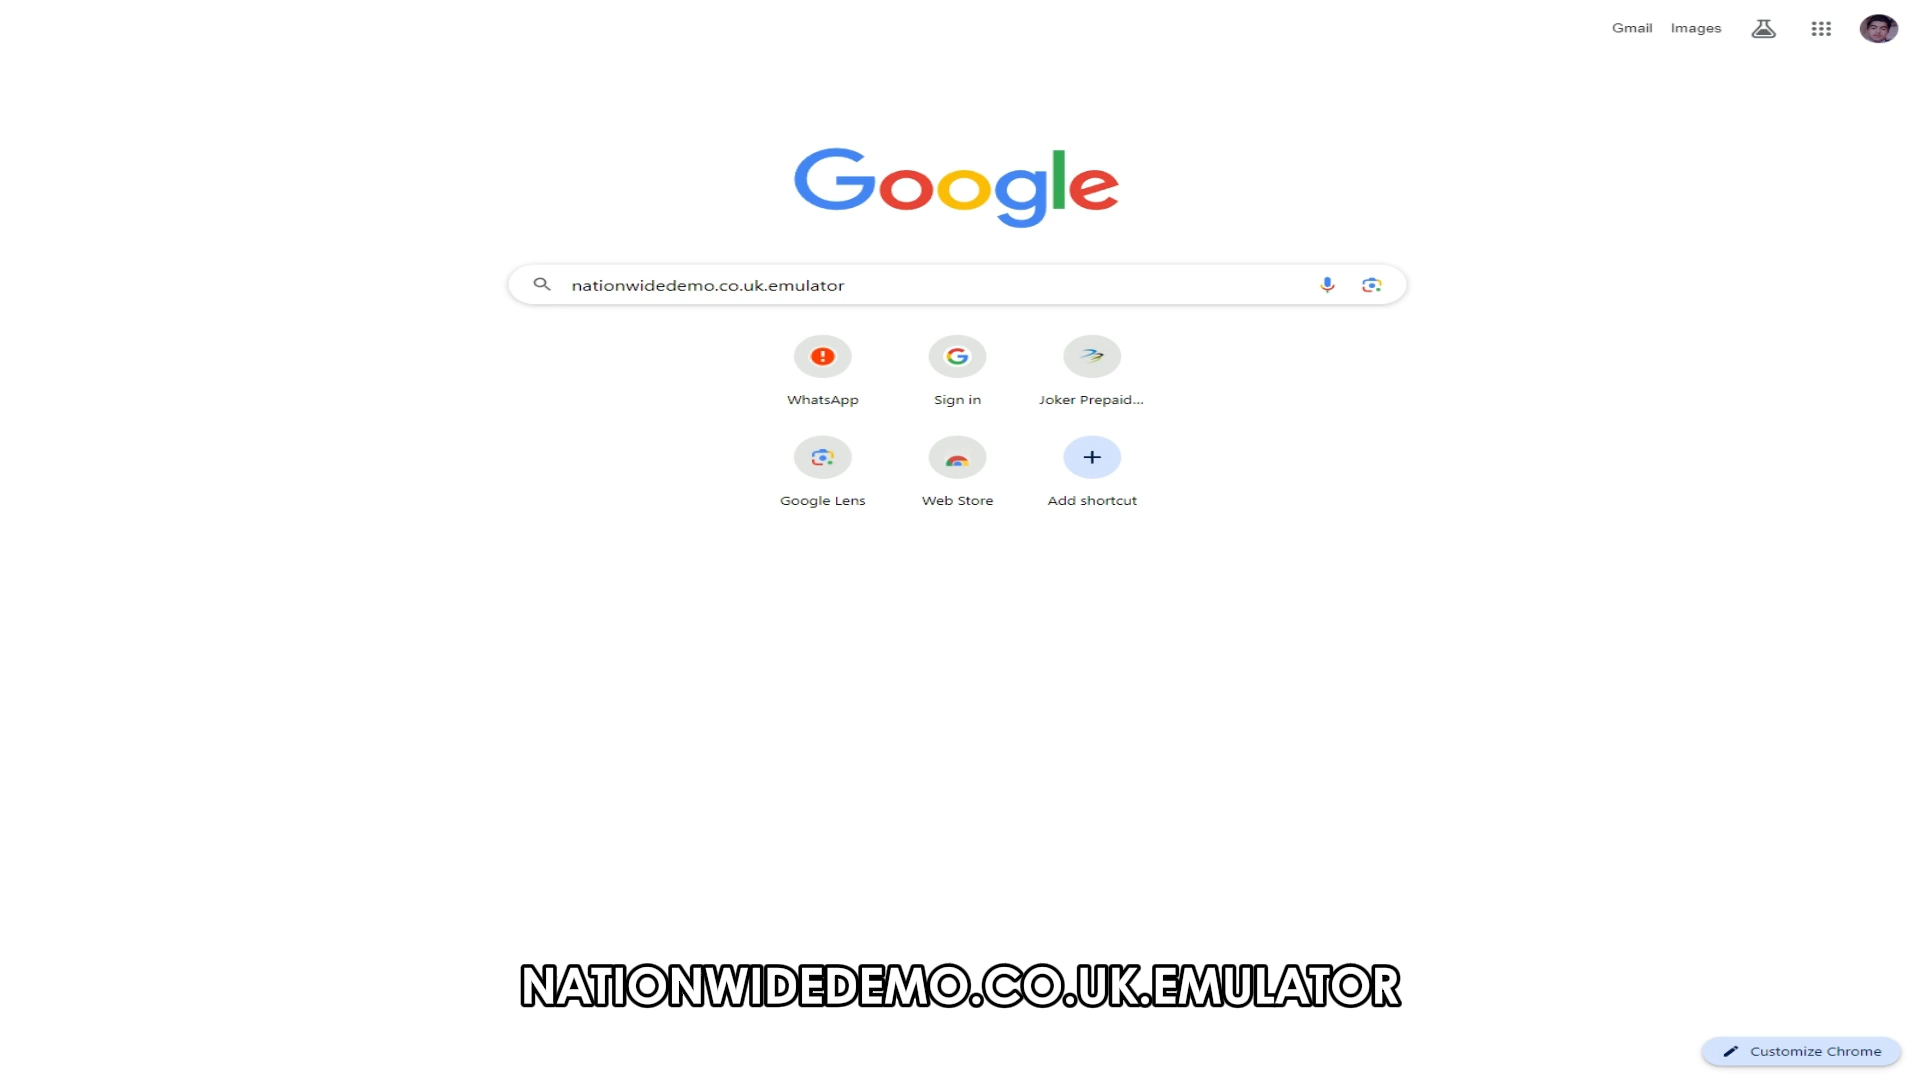 Gmail Images
Google
nationwidedemo.co.uk.emulator
WhatsApp Sign in Joker Prepaid...
Google Lens Web Store Add shortcut
NATIONWIDEDEMO.CO.UK.EMULATOR
Customize Chrome